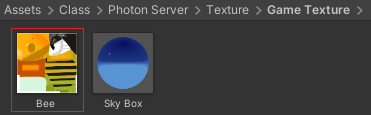 Assets > Class > Photon Server > Texture > Game Texture >
Bee
Sky Box